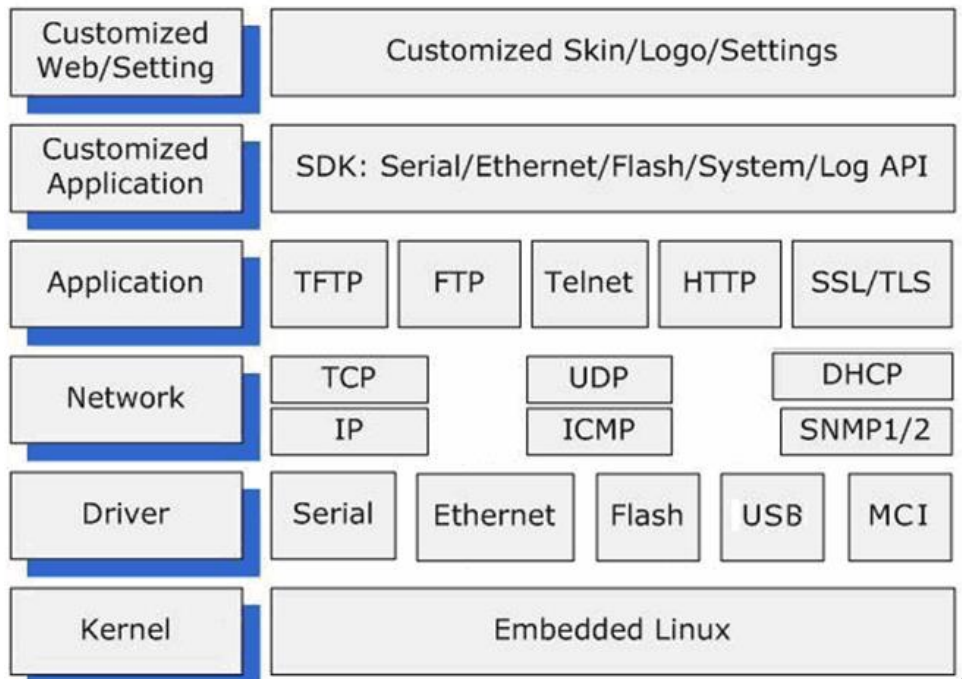 Customized
Web/Setting
Customized Skin/Logo/Settings
Customized
Application
SDK: Serial/Ethernet/Flash/System/Log API
Application
TFTP
FTP
Telnet
HTTP
SSL/TLS
Network
TCP
UDP
DHCP
IP
ICMP
SNMP1/2
Driver
Serial
Ethernet
Flash
USB
MCI
Kernel
Embedded Linux